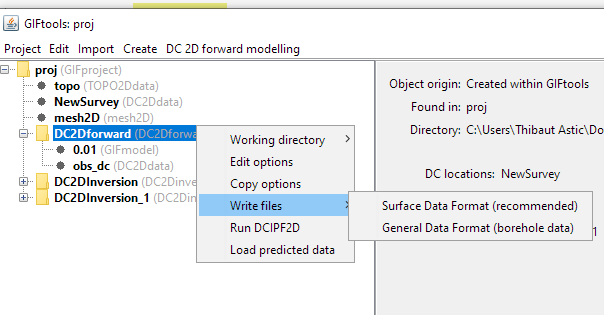 GIFtools: proj
Project Edit Import Create DC 2D forward modelling
proj (GIFproject)
topo (TOPO2Ddata)
NewSurvey (DC2Ddata)
mesh2D (Mesh2D)
DC2Dforward (DC2Dforwa
0.01 (GIFmodel)
obs_dc (DC2Ddata)
DC2DInversion (DC2Dinve
DC2DInversion_1 (DC2Din
Working directory
Edit options
Copy options
Write files
Run DCIPF2D
Load predicted data
Surface Data Format (recommended)
General Data Format (borehole data)
Object origin: Created within GIFtools
Found in: proj
Directory: C:\Users\Thibaut Astic\Do
DC locations: NewSurvey
1